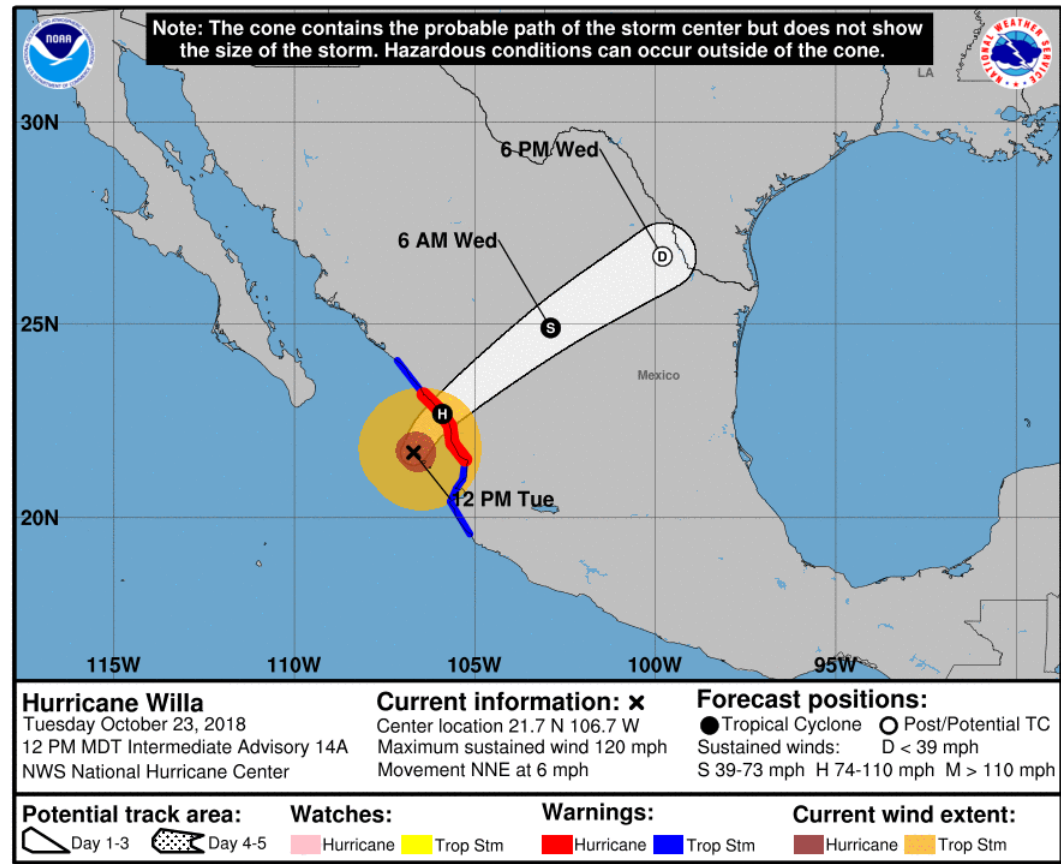 Note: The cone contains the probable path of the storm center but does not show
the size of the storm. Hazardous conditions can occur outside of the cone.
NOAA
NATIONAL WEATHER SERVICE
LA
30N
6 PM Wed
D
6 AM Wed
25N
S
Mexico
H
12 PM Tue
20N
115W 110W 105W 100W 95W
Hurricane Willa
Tuesday October 23, 2018
12 PM MDT Intermediate Advisory 14A
NWS National Hurricane Center
Current information: ×
Center location 21.7 N 106.7 W
Maximum sustained wind 120 mph
Movement NNE at 6 mph
Forecast positions:
Tropical Cyclone Post/Potential TC
Sustained winds: D < 39 mph
S 39-73 mph H 74-110 mph M > 110 mph
Potential track area:
Day 1-3 Day 4-5
Watches:
Hurricane Trop Stm
Warnings:
Hurricane Trop Stm
Current wind extent:
Hurricane Trop Stm